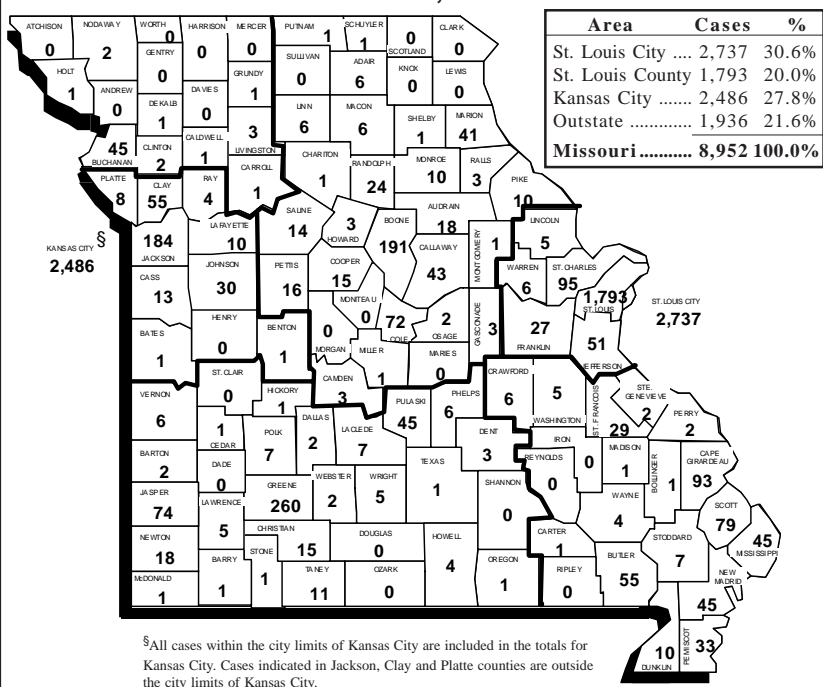 Area Cases % 
St. Louis City .... 2,737 30.6%
St. Louis County 1,793 20.0%
Kansas City ........ 2,486 27.8%
Outstate ............. 1,936 21.6%
Missouri ........... 8,952 100.0%
ATCHISON
0
NODAWAY
2
WORTH
0
HARRISON
0
MERCER
0
PUTNAM
1
SCHUYLER
1
SCOTLAND
0
CLARK
0
HOLT
1
ANDREW
0
GENTRY
0
DEKALB
1
DAVIES
0
GRUNDY
1
SULLIVAN
0
ADAIR
6
KNOX
0
LEWIS
0
45
BUCHANAN
CLINTON
2
CALDWELL
1
3
LIVINGSTON
LINN
6
MACON
6
SHELBY
1
MARION
41
PLATTE
8
CLAY
55
RAY
4
CARROLL
1
CHARITON
1
RANDOLPH
24
MONROE
10
RALLS
3
PIKE
10
KANSAS CITY §
2,486
184
JACKSON
LAFAYETTE
10
SALINE
14
3
HOWARD
BOONE
191
AUDRAIN
18
CALLAWAY
43
MONTGOMERY
1
LINCOLN
5
WARREN
6
ST. CHARLES
95
1,793
ST. LOUIS
ST. LOUIS CITY
2,737
CASS
13
JOHNSON
30
PETTIS
16
COOPER
15
MONITEAU
0
72
COLE
2
OSAGE
GASCONADE
3
27
FRANKLIN
51
JEFFERSON
BATES
1
HENRY
0
BENTON
1
0
MORGAN
MILLER
1
MARIES
0
CAMDEN
3
VERNON
6
ST. CLAIR
0
HICKORY
1
DALLAS
2
LACLEDE
7
PULASKI
45
PHELPS
6
CRAWFORD
6
5
WASHINGTON
ST. FRANCOIS
29
STE.
GENEVIEVE
2
PERRY
2
BARTON
2
1
CEDAR
POLK
7
DENT
3
IRON
0
REYNOLDS
0
MADISON
1
BOLLINGER
1
CAPE
GIRARDEAU
93
JASPER
74
DADE
0
GREENE
260
WEBSTER
2
WRIGHT
5
TEXAS
1
SHANNON
0
WAYNE
4
SCOTT
79
45
MISSISSIPPI
NEWTON
18
LAWRENCE
5
CHRISTIAN
15
DOUGLAS
0
HOWELL
4
CARTER
1
BUTLER
55
STODDARD
7
NEW
MADRID
45
McDONALD
1
BARRY
1
STONE
1
TANEY
11
OZARK
0
OREGON
1
RIPLEY
0
10
DUNKLIN
PEMISCOT
33
§All cases within the city limits of Kansas City are included in the totals for
Kansas City. Cases indicated in Jackson, Clay and Platte counties are outside
the city limits of Kansas City.